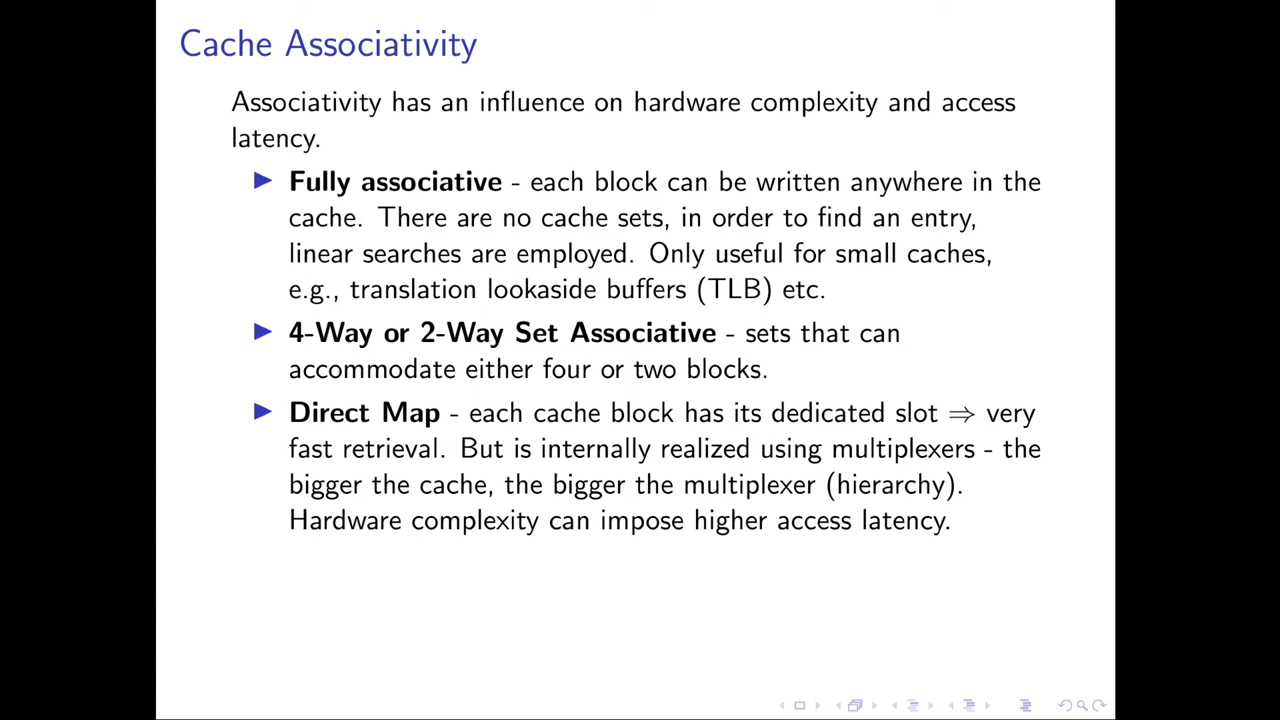 Cache Associativity
Associativity has an influence on hardware complexity and access
latency.
▶ Fully associative - each block can be written anywhere in the
cache. There are no cache sets, in order to find an entry,
linear searches are employed. Only useful for small caches,
e.g., translation lookaside buffers (TLB) etc.
▶ 4-Way or 2-Way Set Associative - sets that can
accommodate either four or two blocks.
▶ Direct Map - each cache block has its dedicated slot ⇒ very
fast retrieval. But is internally realized using multiplexers - the
bigger the cache, the bigger the multiplexer (hierarchy).
Hardware complexity can impose higher access latency.